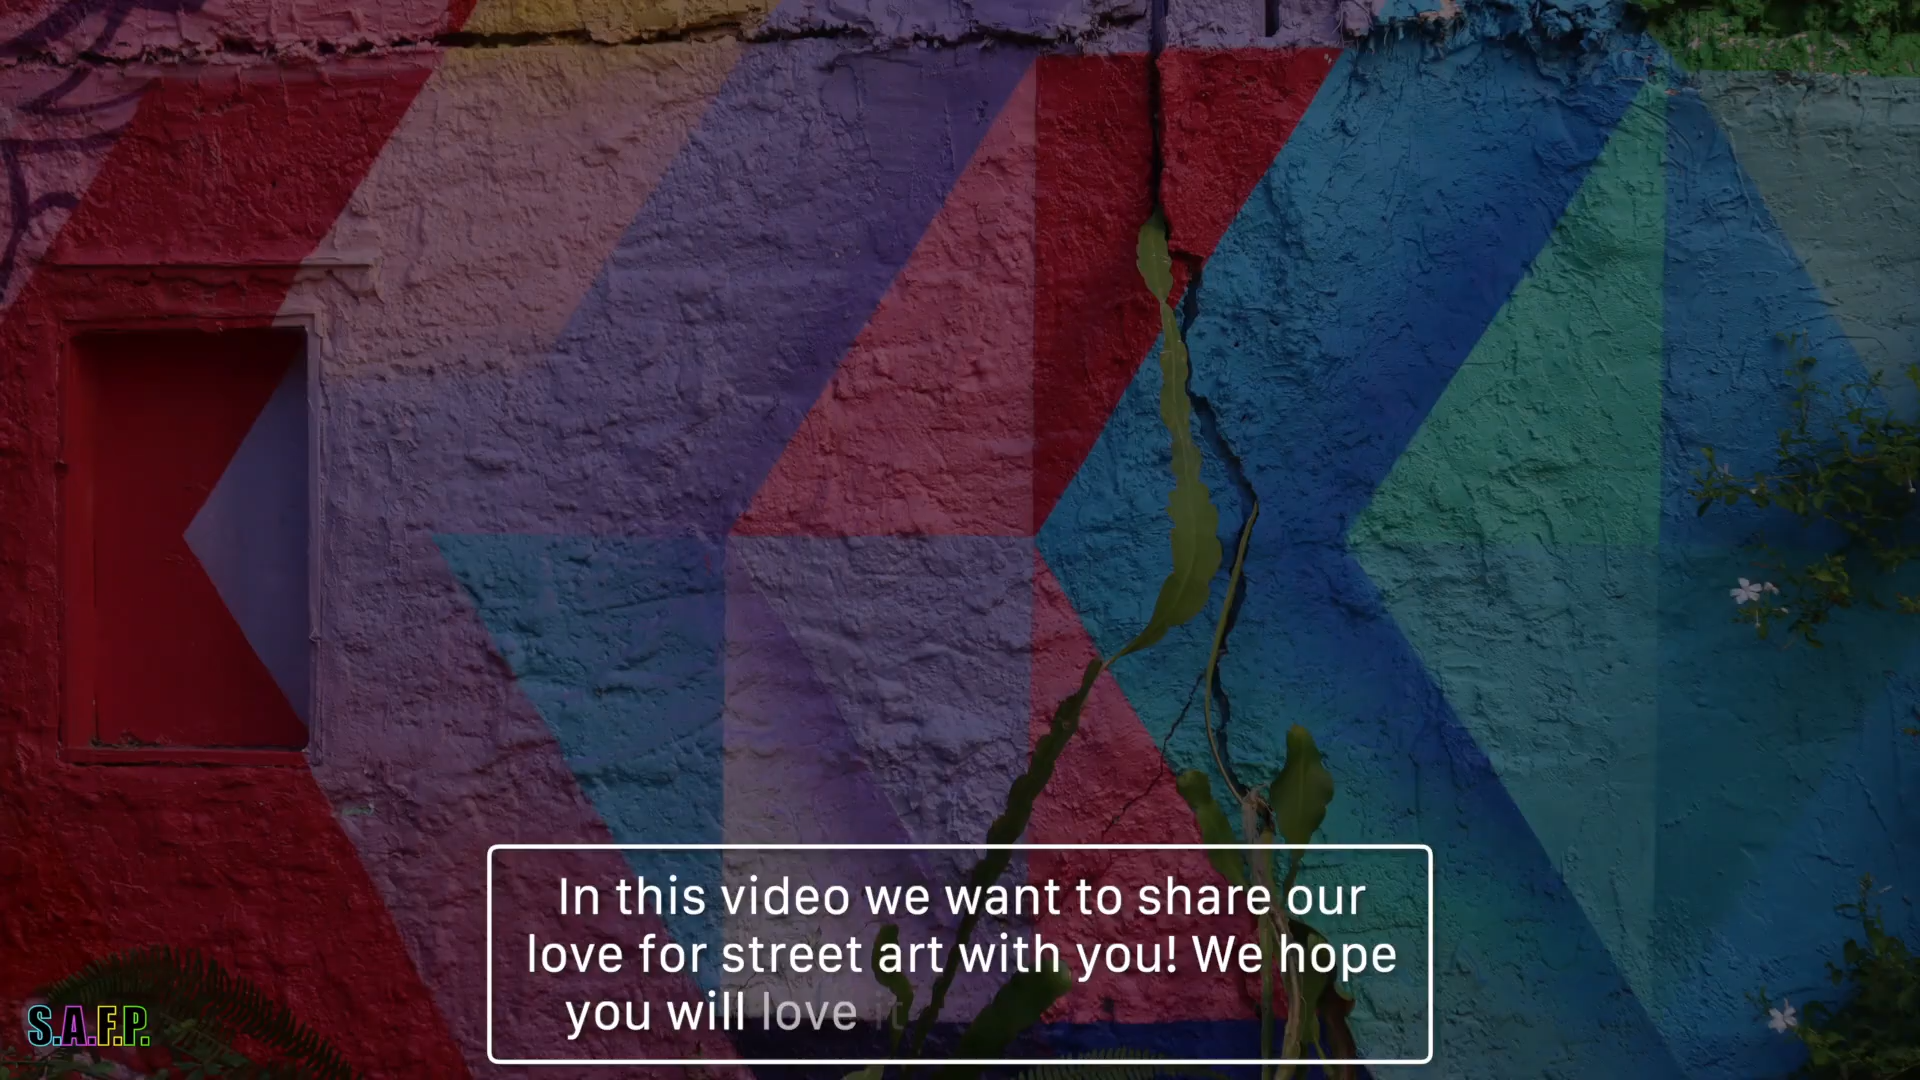 In this video we want to share our
love for street art with you! We hope
you will love it
S.A.F.P.